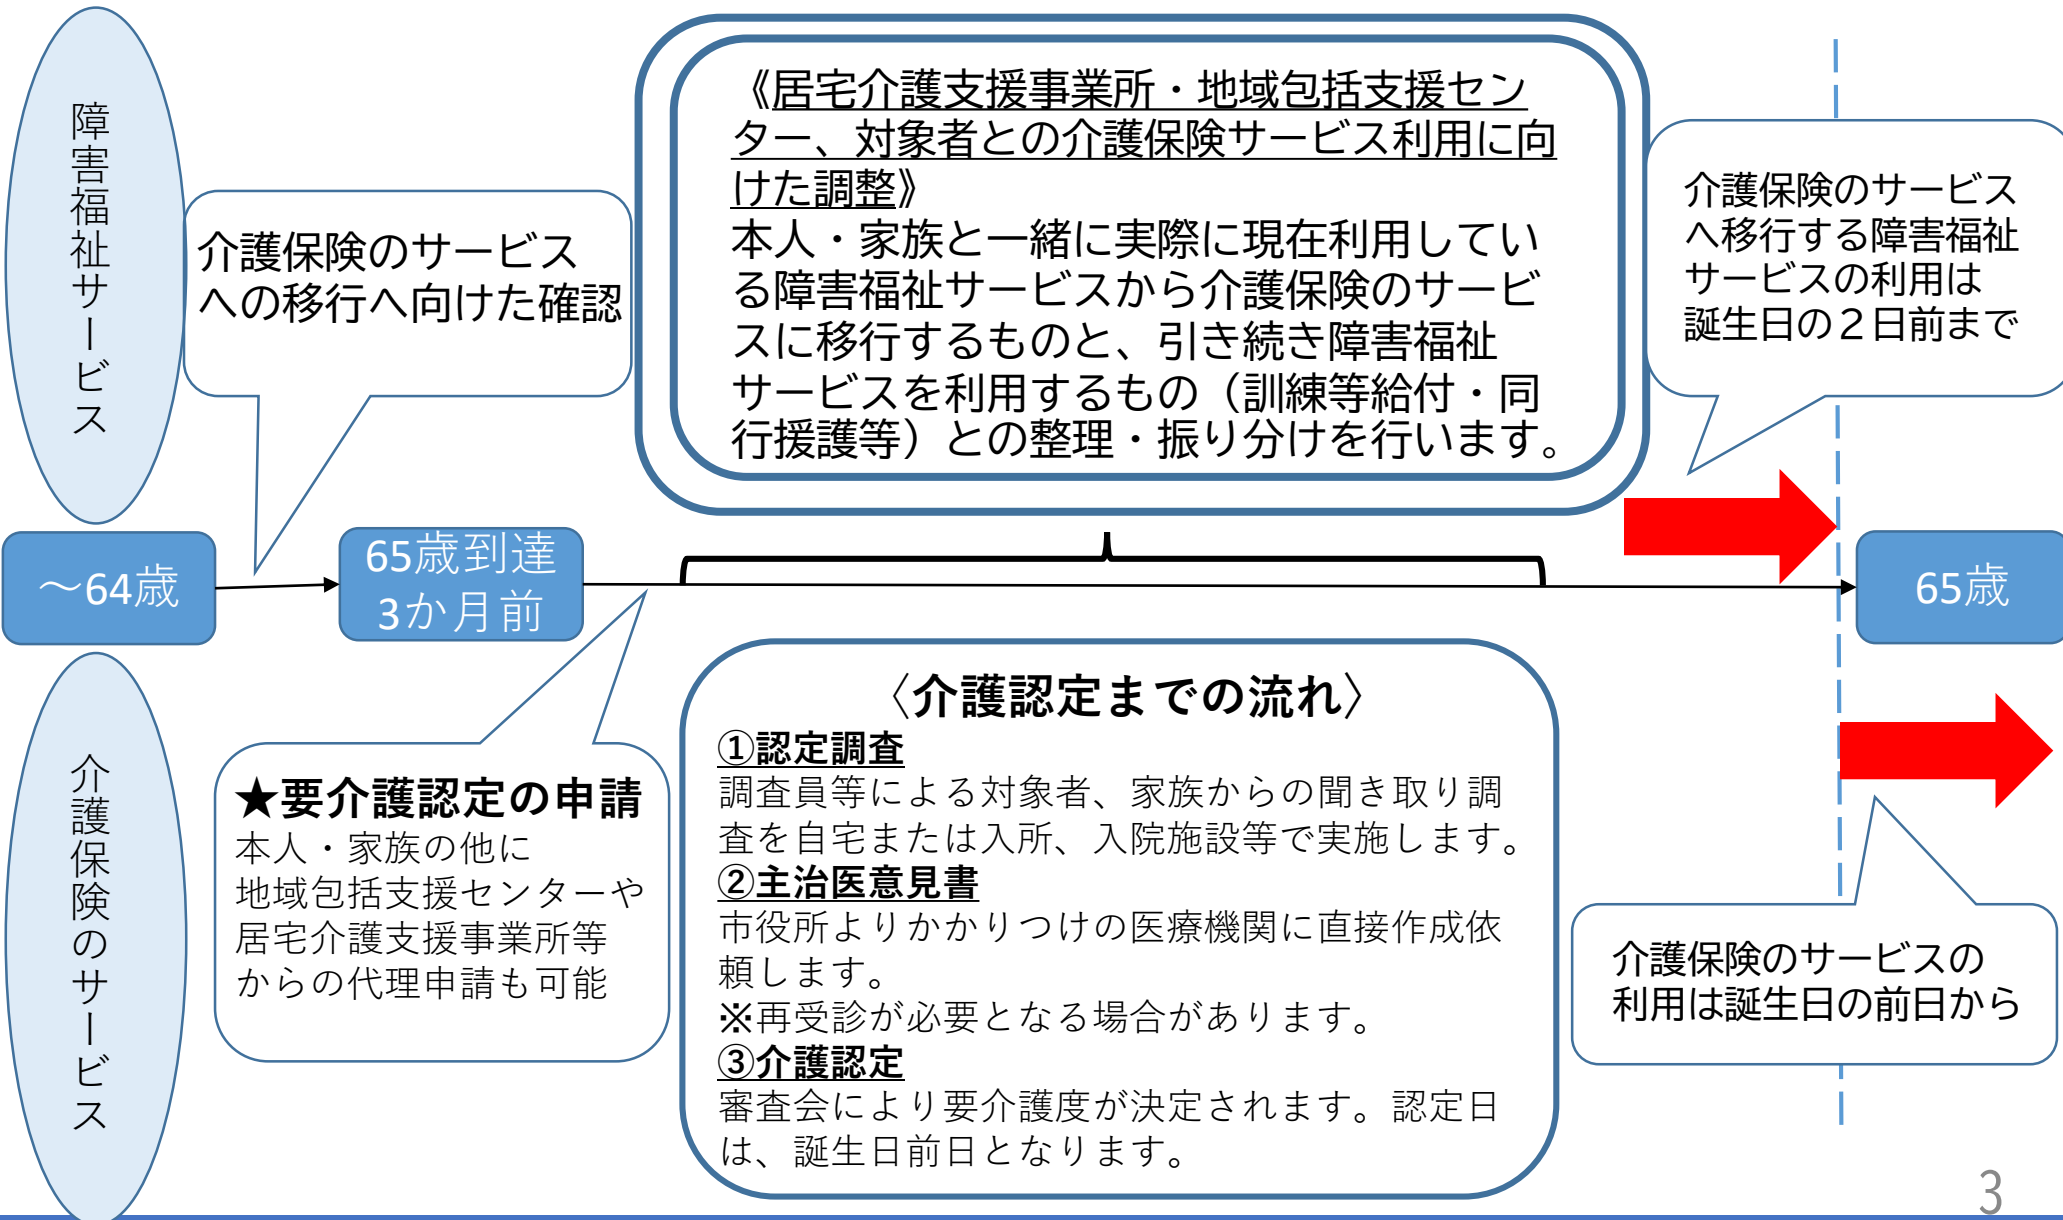 障害福祉サービス
介護保険のサービス
への移行へ向けた確認
《居宅介護支援事業所・地域包括支援セン
ター、対象者との介護保険サービス利用に向
けた調整》
本人・家族と一緒に実際に現在利用してい
る障害福祉サービスから介護保険のサービ
スに移行するものと、引き続き障害福祉
サービスを利用するもの（訓練等給付・同
行援護等）との整理・振り分けを行います。
介護保険のサービス
へ移行する障害福祉
サービスの利用は
誕生日の２日前まで
～64歳
65歳到達
3か月前
65歳
介護保険のサービス
★要介護認定の申請
本人・家族の他に
地域包括支援センターや
居宅介護支援事業所等
からの代理申請も可能
〈介護認定までの流れ〉
①認定調査
調査員等による対象者、家族からの聞き取り調
査を自宅または入所、入院施設等で実施します。
②主治医意見書
市役所よりかかりつけの医療機関に直接作成依
頼します。
※再受診が必要となる場合があります。
③介護認定
審査会により要介護度が決定されます。認定日
は、誕生日前日となります。
介護保険のサービスの
利用は誕生日の前日から
3